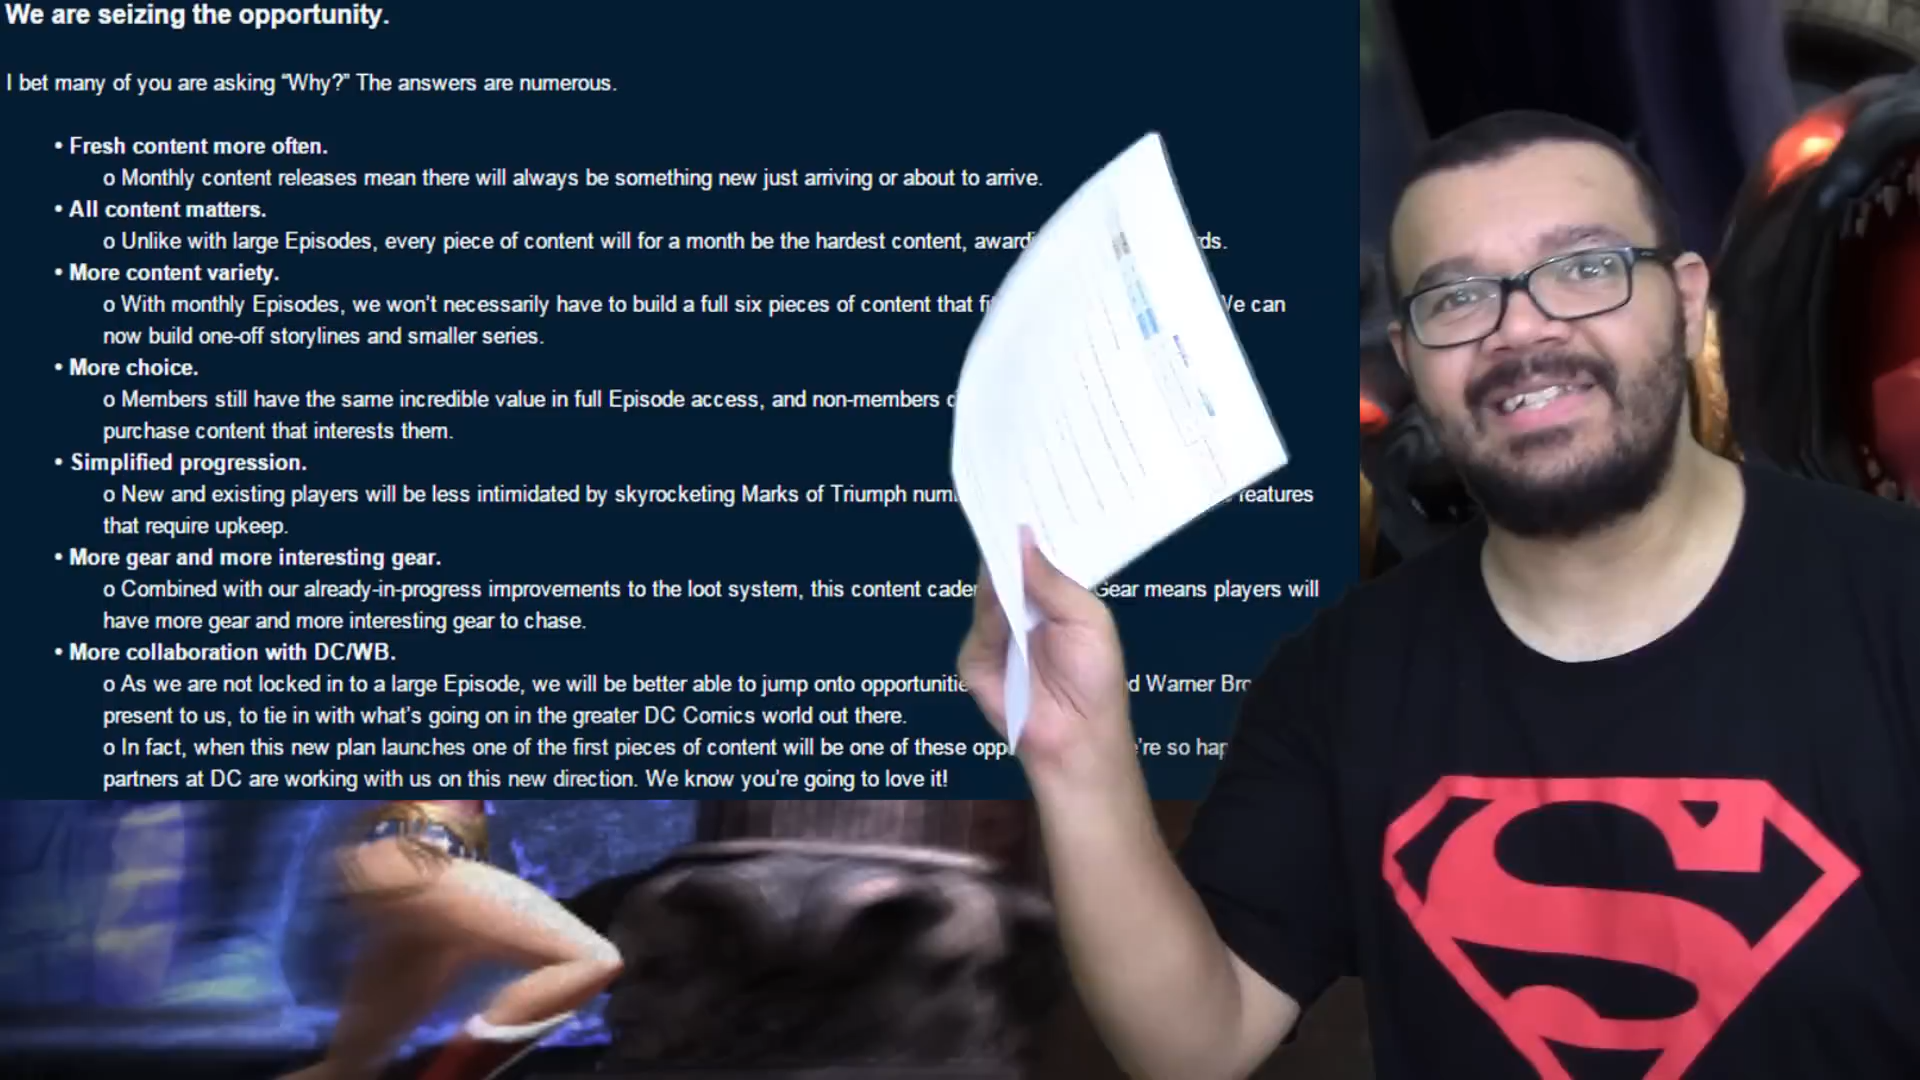 We are seizing the opportunity.
I bet many of you are asking “Why?” The answers are numerous.
• Fresh content more often.
o Monthly content releases mean there will always be something new just arriving or about to arrive.
• All content matters.
o Unlike with large Episodes, every piece of content will for a month be the hardest content,
• More content variety.
o With monthly Episodes, we won’t necessarily have to build a full six pieces of content that We can
now build one-off storylines and smaller series.
• More choice.
o Members still have the same incredible value in full Episode access, and non-members
purchase content that interests them.
• Simplified progression.
o New and existing players will be less intimidated by skyrocketing Marks of Triumph features
that require upkeep.
• More gear and more interesting gear.
o Combined with our already-in-progress improvements to the loot system, this content Gear means players will
have more gear and more interesting gear to chase.
• More collaboration with DC/WB.
o As we are not locked in to a large Episode, we will be better able to jump onto Warner
present to us, to tie in with what’s going on in the greater DC Comics world out there.
o In fact, when this new plan launches one of the first pieces of content will be one of these so
partners at DC are working with us on this new direction. We know you’re going to love it!
S